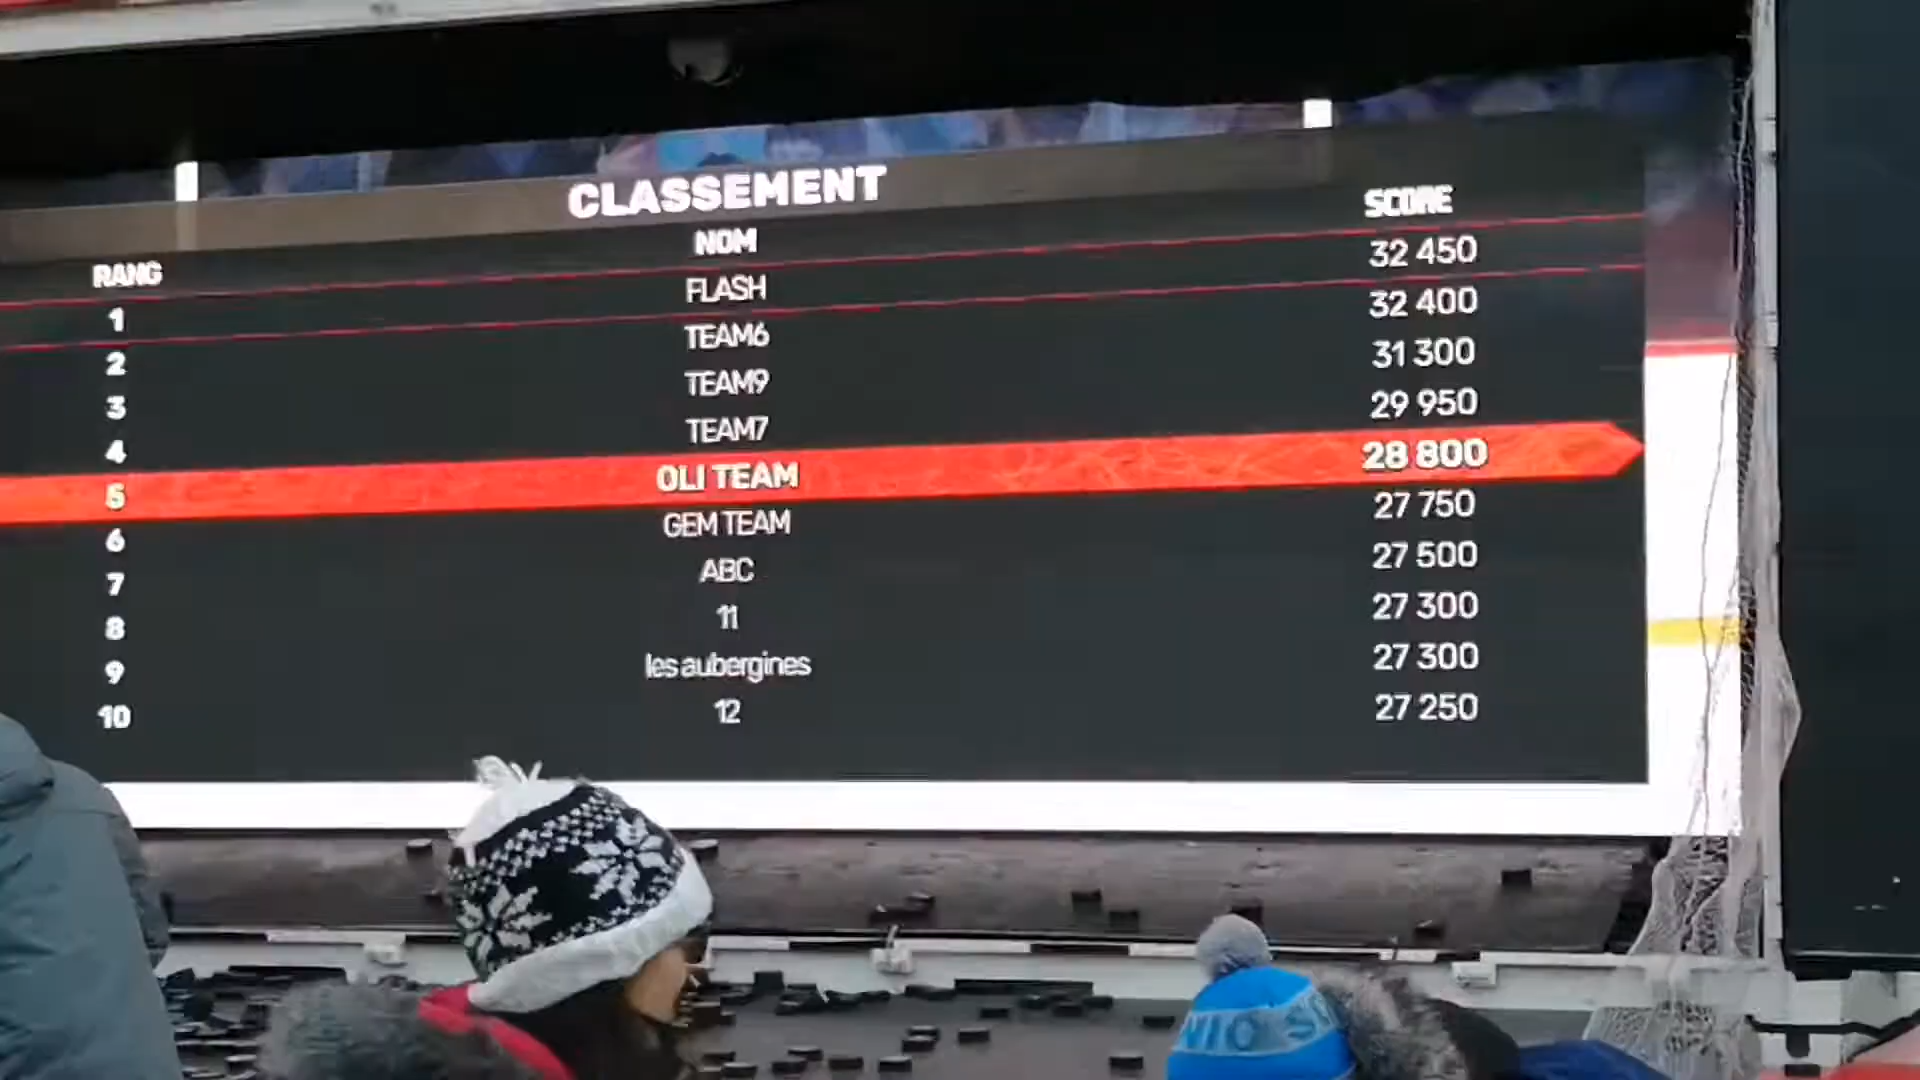 CLASSEMENT
RANG NOM SCORE
1 FLASH 32 450
2 TEAM6 32 400
3 TEAM9 31 300
4 TEAM7 29 950
5 OLI TEAM 28 800
6 GEM TEAM 27 750
7 ABC 27 500
8 11 27 300
9 les aubergines 27 300
10 12 27 250